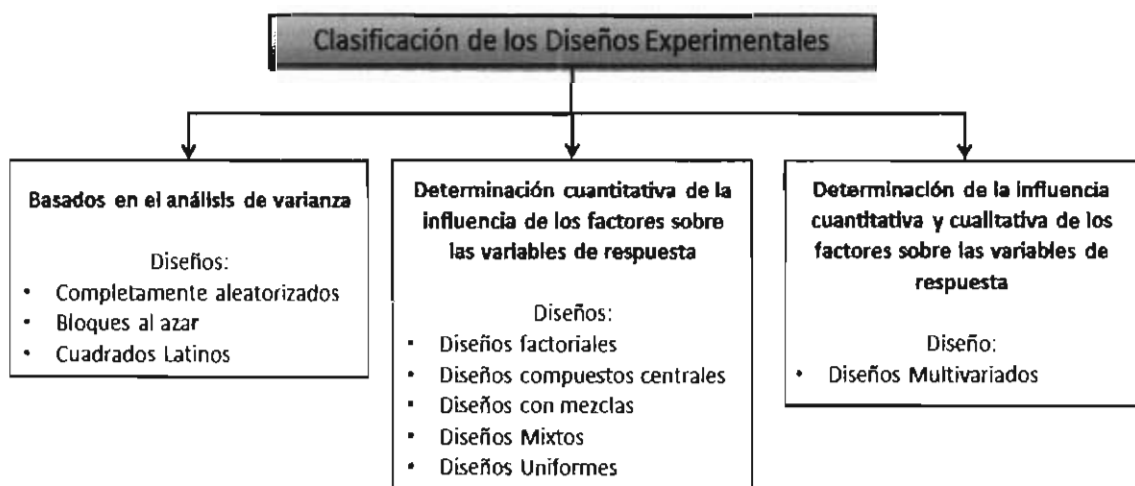 Clasificación de los Diseños Experimentales
Basados en el análisis de varianza
Diseños:
• Completamente aleatorizados
• Bloques al azar
• Cuadrados Latinos
Determinación cuantitativa de la
influencia de los factores sobre
las variables de respuesta
Diseños:
• Diseños factoriales
• Diseños compuestos centrales
• Diseños con mezclas
• Diseños Mixtos
• Diseños Uniformes
Determinación de la influencia
cuantitativa y cualitativa de los
factores sobre las variables de
respuesta
Diseño:
• Diseños Multivariados